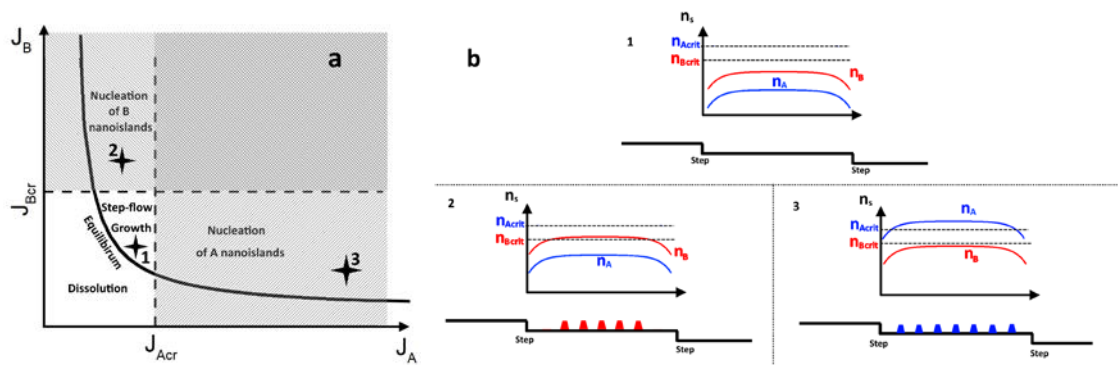 J_B
a
Nucleation
of B
nanoislands
2
J_Bcr
Step-flow
Growth
1
Equilibirum
Nucleation
of A nanoislands
3
Dissolution
J_Acr
J_A
b
1
n_s
n_Acrit
n_Bcrit
n_B
n_A
Step
Step
2
n_s
n_Acrit
n_Bcrit
n_B
n_A
Step
Step
3
n_s
n_A
n_Acrit
n_Bcrit
n_B
Step
Step